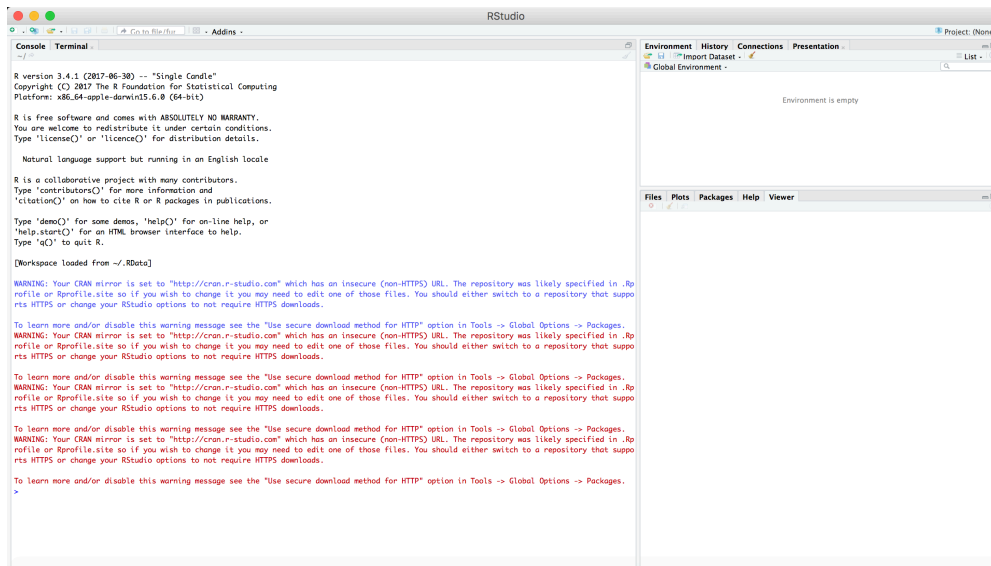 RStudio
Go to file/fur
Addins
Project: (None
Console Terminal
~/
R version 3.4.1 (2017-06-30) -- "Single Candle"
Copyright (C) 2017 The R Foundation for Statistical Computing
Platform: x86_64-apple-darwin15.6.0 (64-bit)
R is free software and comes with ABSOLUTELY NO WARRANTY.
You are welcome to redistribute it under certain conditions.
Type 'license()' or 'licence()' for distribution details.
Natural language support but running in an English locale
R is a collaborative project with many contributors.
Type 'contributors()' for more information and
'citation()' on how to cite R or R packages in publications.
Type 'demo()' for some demos, 'help()' for on-line help, or
'help.start()' for an HTML browser interface to help.
Type 'q()' to quit R.
[Workspace loaded from ~/.RData]
WARNING: Your CRAN mirror is set to "http://cran.r-studio.com" which has an insecure (non-HTTPS) URL. The repository was likely specified in .Rp
rofile or Rprofile.site so if you wish to change it you may need to edit one of those files. You should either switch to a repository that suppo
rts HTTPS or change your RStudio options to not require HTTPS downloads.
To learn more and/or disable this warning message see the "Use secure download method for HTTP" option in Tools -> Global Options -> Packages.
WARNING: Your CRAN mirror is set to "http://cran.r-studio.com" which has an insecure (non-HTTPS) URL. The repository was likely specified in .Rp
rofile or Rprofile.site so if you wish to change it you may need to edit one of those files. You should either switch to a repository that suppo
rts HTTPS or change your RStudio options to not require HTTPS downloads.
To learn more and/or disable this warning message see the "Use secure download method for HTTP" option in Tools -> Global Options -> Packages.
WARNING: Your CRAN mirror is set to "http://cran.r-studio.com" which has an insecure (non-HTTPS) URL. The repository was likely specified in .Rp
rofile or Rprofile.site so if you wish to change it you may need to edit one of those files. You should either switch to a repository that suppo
rts HTTPS or change your RStudio options to not require HTTPS downloads.
To learn more and/or disable this warning message see the "Use secure download method for HTTP" option in Tools -> Global Options -> Packages.
WARNING: Your CRAN mirror is set to "http://cran.r-studio.com" which has an insecure (non-HTTPS) URL. The repository was likely specified in .Rp
rofile or Rprofile.site so if you wish to change it you may need to edit one of those files. You should either switch to a repository that suppo
rts HTTPS or change your RStudio options to not require HTTPS downloads.
To learn more and/or disable this warning message see the "Use secure download method for HTTP" option in Tools -> Global Options -> Packages.
>
Environment History Connections Presentation
Import Dataset List
Global Environment
Environment is empty
Files Plots Packages Help Viewer